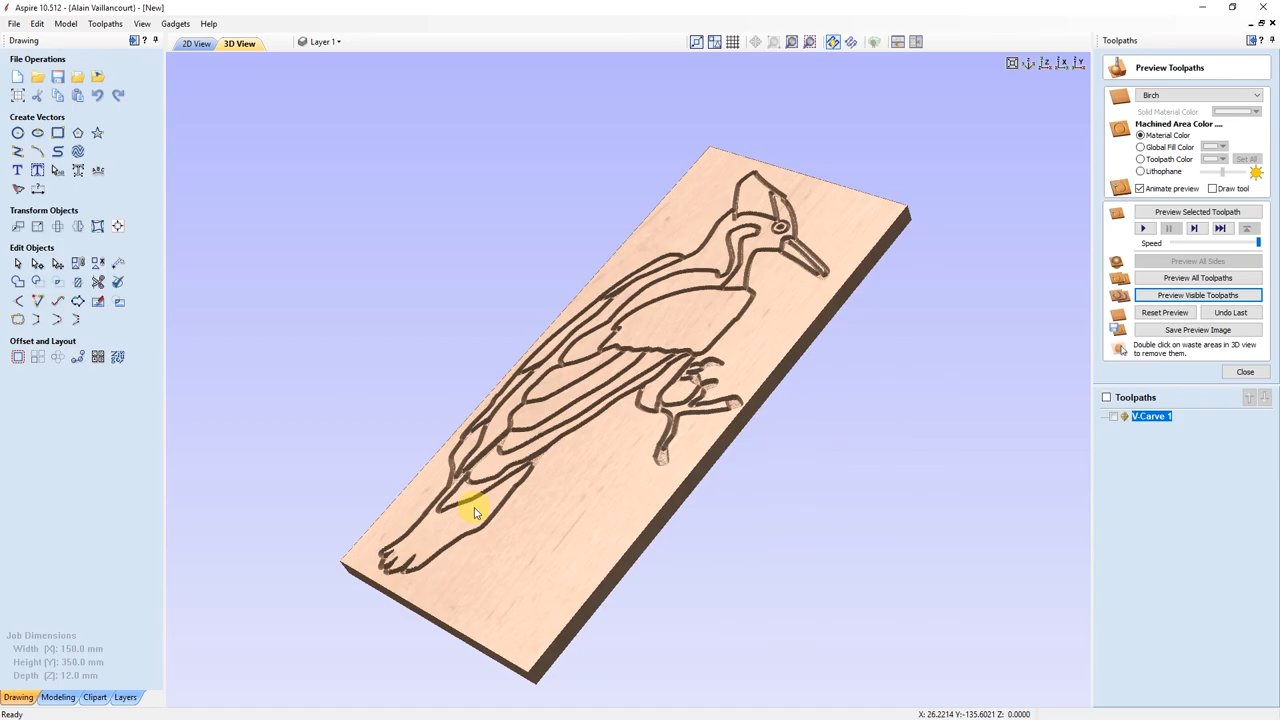 Aspire 10.512 - {Alain Vaillancourt} - [New]
File Edit Model Toolpaths View Gadgets Help
Drawing
2D View 3D View Layer 1
Toolpaths
File Operations
Create Vectors
Transform Objects
Edit Objects
Offset and Layout
Job Dimensions
Width (X): 150.0 mm
Height (Y): 350.0 mm
Depth (Z): 12.0 mm
Drawing Modeling Clipart Layers
Ready
Z X Y
Preview Toolpaths
Birch
Solid Material Color
Machined Area Color ....
Material Color
Global Fill Color
Toolpath Color Set All
Lithophane
Animate preview Draw tool
Preview Selected Toolpath
Speed
Preview All Sides
Preview All Toolpaths
Preview Visible Toolpaths
Reset Preview Undo Last
Save Preview Image
Double click on waste areas in 3D view
to remove them.
Close
Toolpaths
V-Carve 1
X: 26.2214 Y:-135.6021 Z: 0.0000